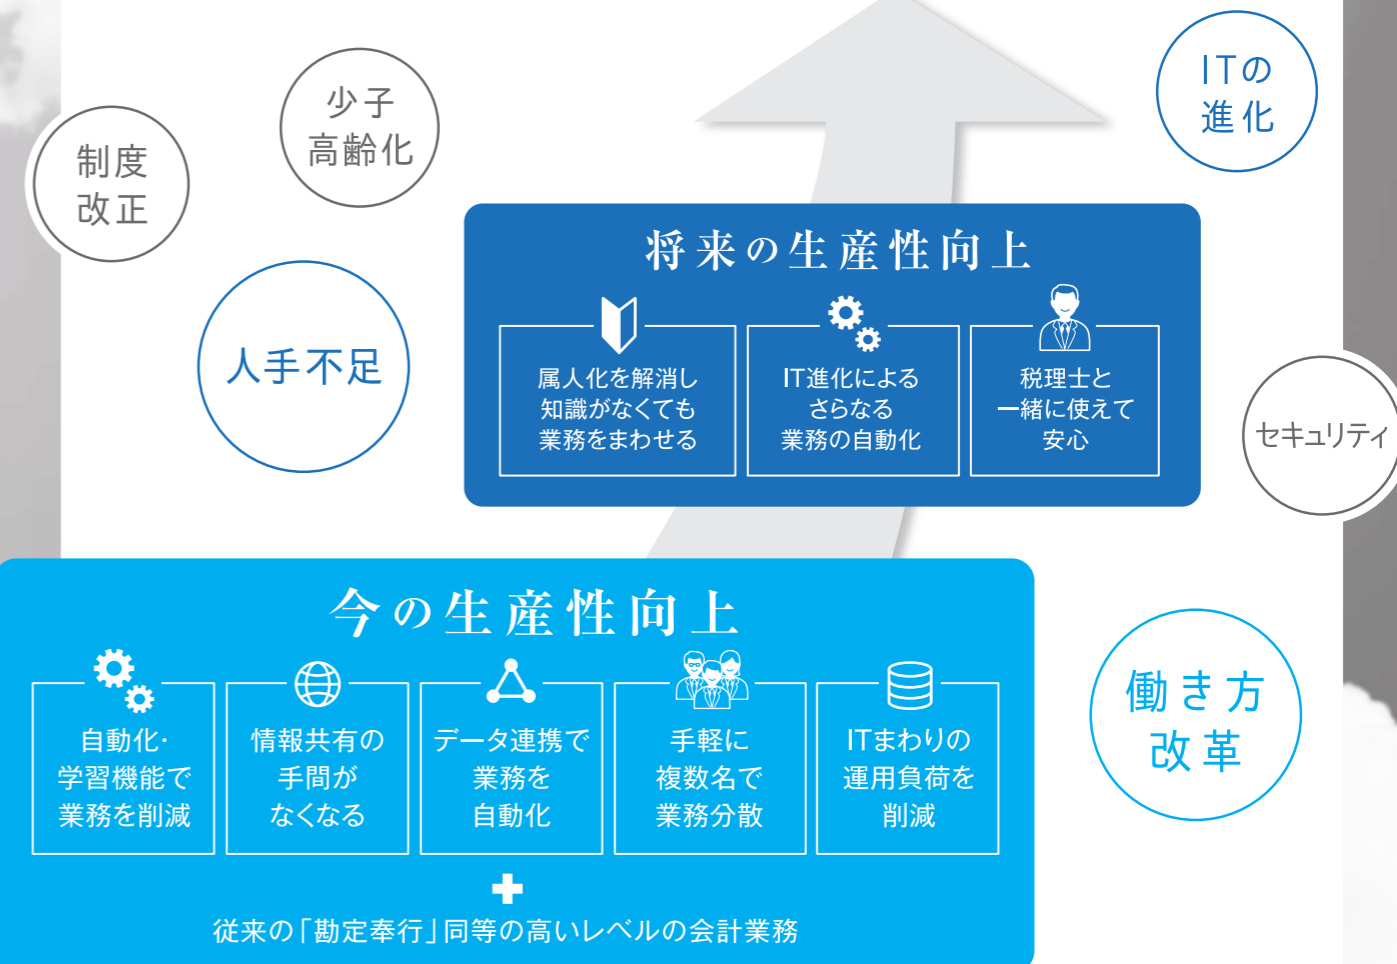 ITの
進化
少子
高齢化
制度
改正
人手不足
将来の生産性向上
属人化を解消し
知識がなくても
業務をまわせる
IT進化による
さらなる
業務の自動化
税理士と
一緒に使えて
安心
セキュリティ
今の生産性向上
自動化・
学習機能で
業務を削減
情報共有の
手間が
なくなる
データ連携で
業務を
自動化
手軽に
複数名で
業務分散
ITまわりの
運用負荷を
削減
従来の「勘定奉行」同等の高いレベルの会計業務
働き方
改革